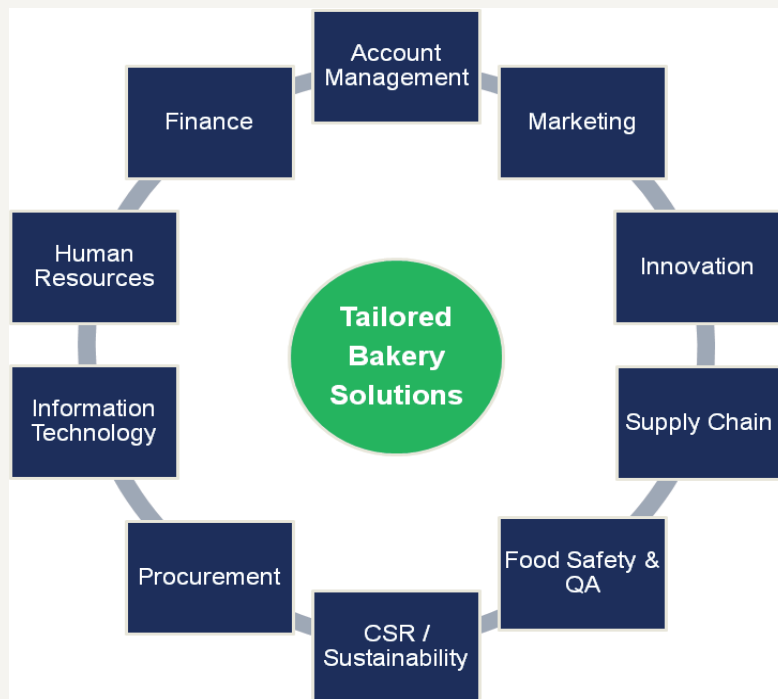 Account
Management
Marketing
Innovation
Supply Chain
Food Safety &
QA
CSR /
Sustainability
Procurement
Information
Technology
Human
Resources
Finance
Tailored
Bakery
Solutions